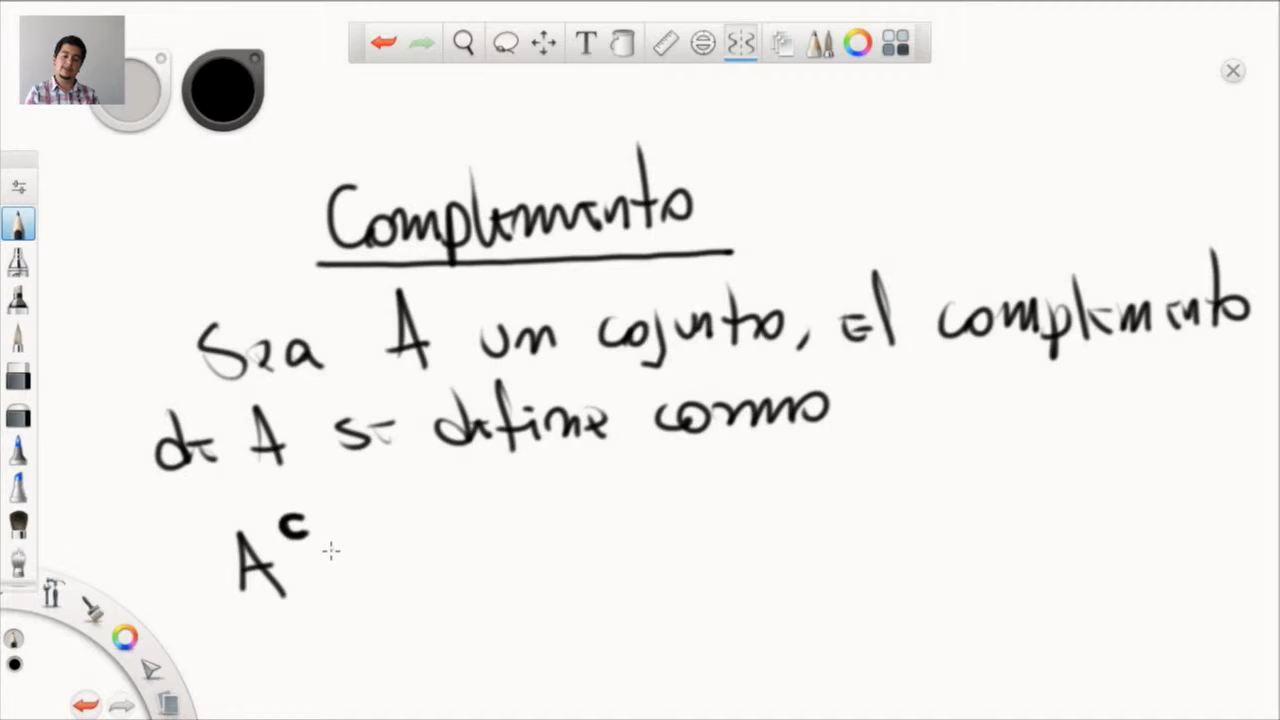 Complemento
Sea A un cojunto, el complemento
de A se define como
A^c